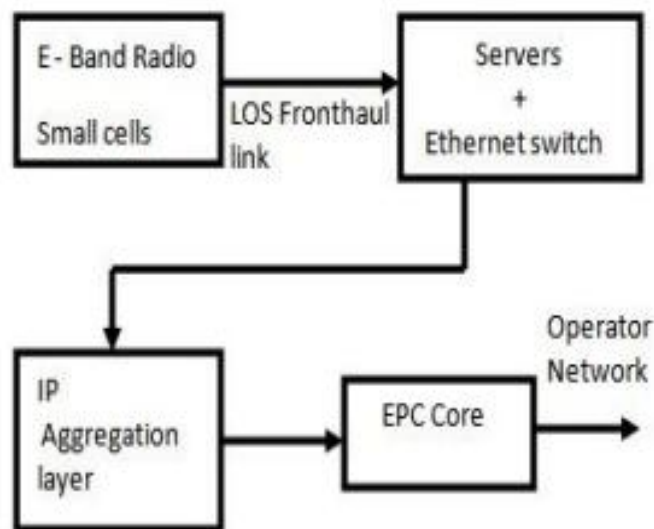 E - Band Radio
Small cells
LOS Fronthaul
link
Servers
+
Ethernet switch
IP
Aggregation
layer
EPC Core
Operator
Network